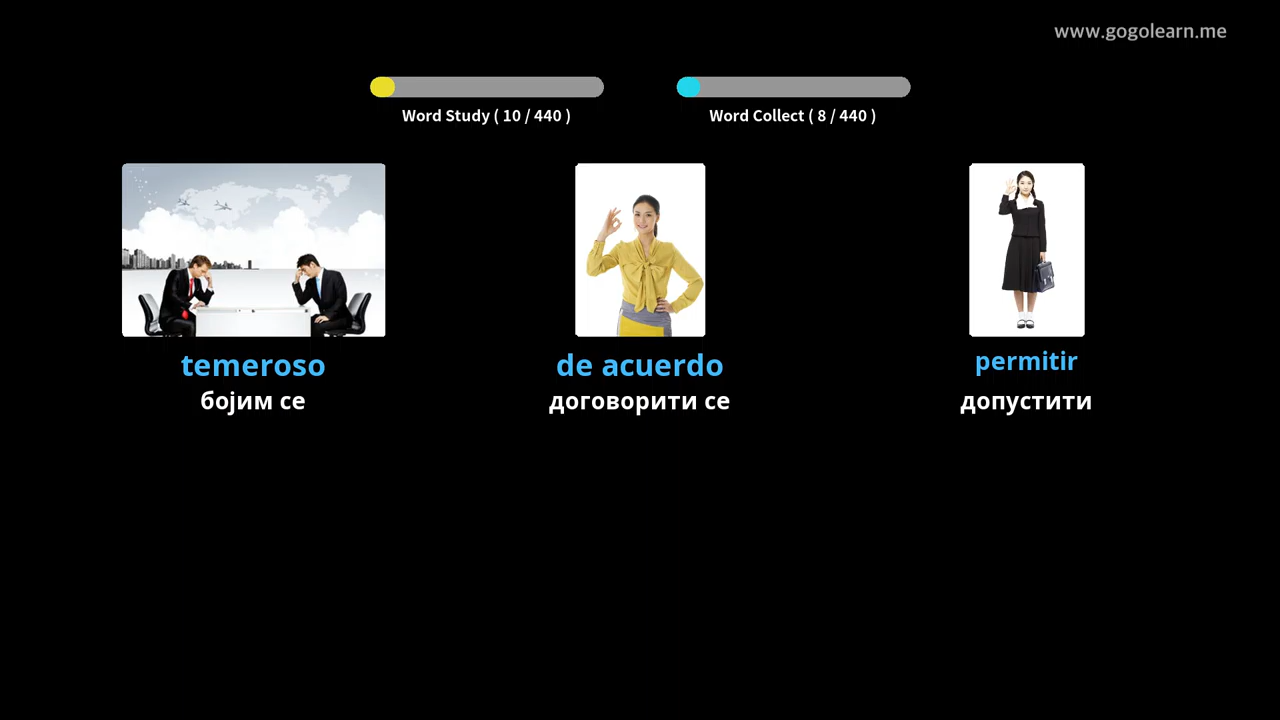 www.gogolearn.me
Word Study ( 10 / 440 )
Word Collect ( 8 / 440 )
temeroso
бојим се
de acuerdo
договорити се
permitir
допустити